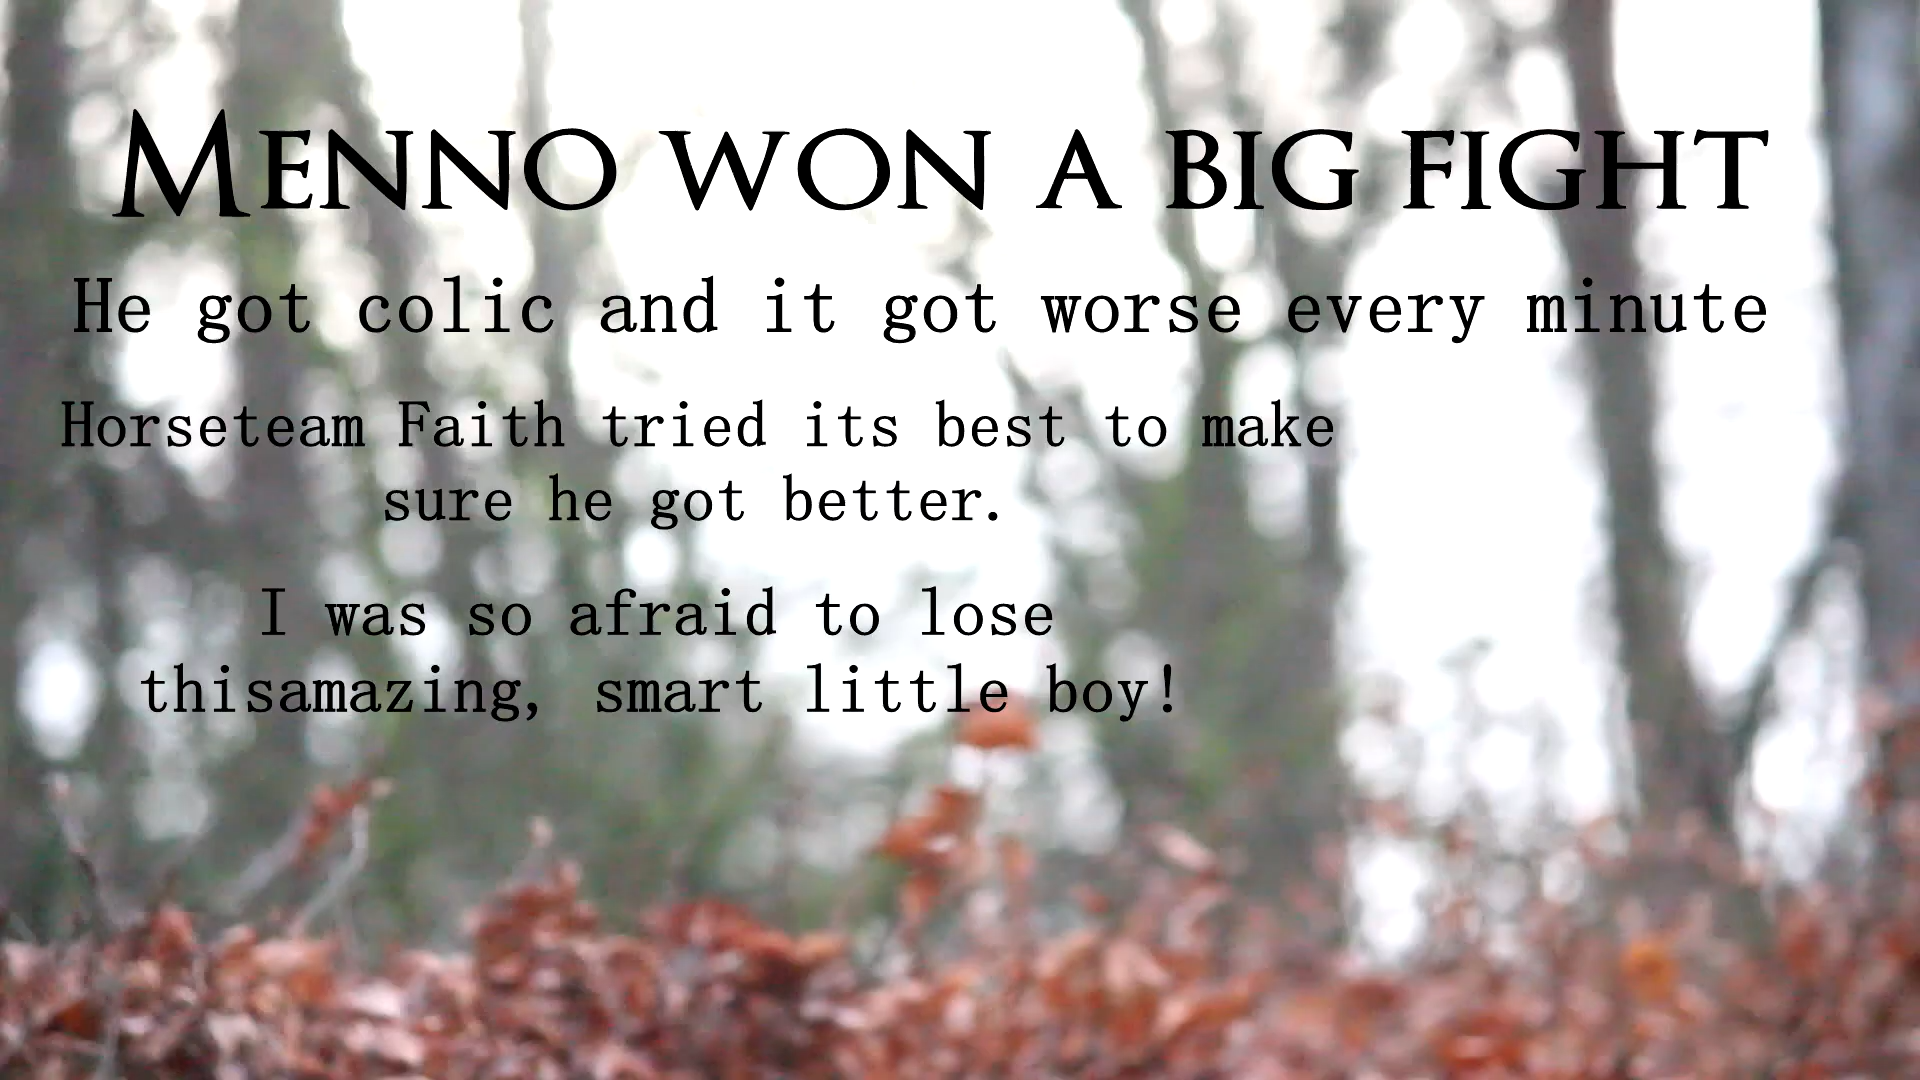 Menno won a big fight
He got colic and it got worse every minute
Horseteam Faith tried its best to make
sure he got better.
I was so afraid to lose
thisamazing, smart little boy!